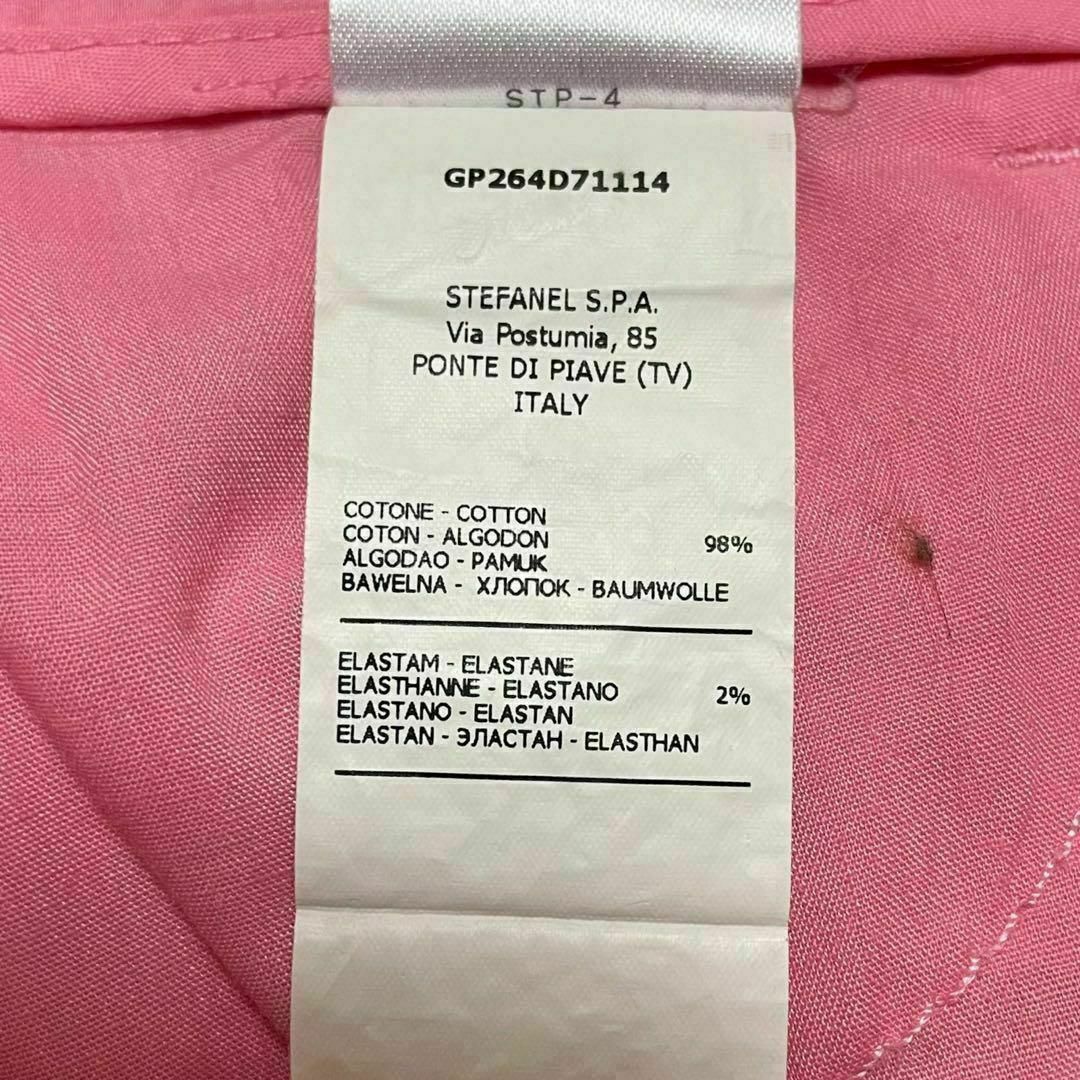 STP-4
GP264D71114
STEFANEL S.P.A.
Via Postumia, 85
PONTE DI PIAVE (TV)
ITALY
COTONE - COTTON
COTON - ALGODON 98%
ALGODAO - PAMUK
BAWELNA - ХЛОПОК - BAUMWOLLE
ELASTAM - ELASTANE
ELASTHANNE - ELASTANO 2%
ELASTANO - ELASTAN
ELASTAN - ЭЛАСТАН - ELASTHAN